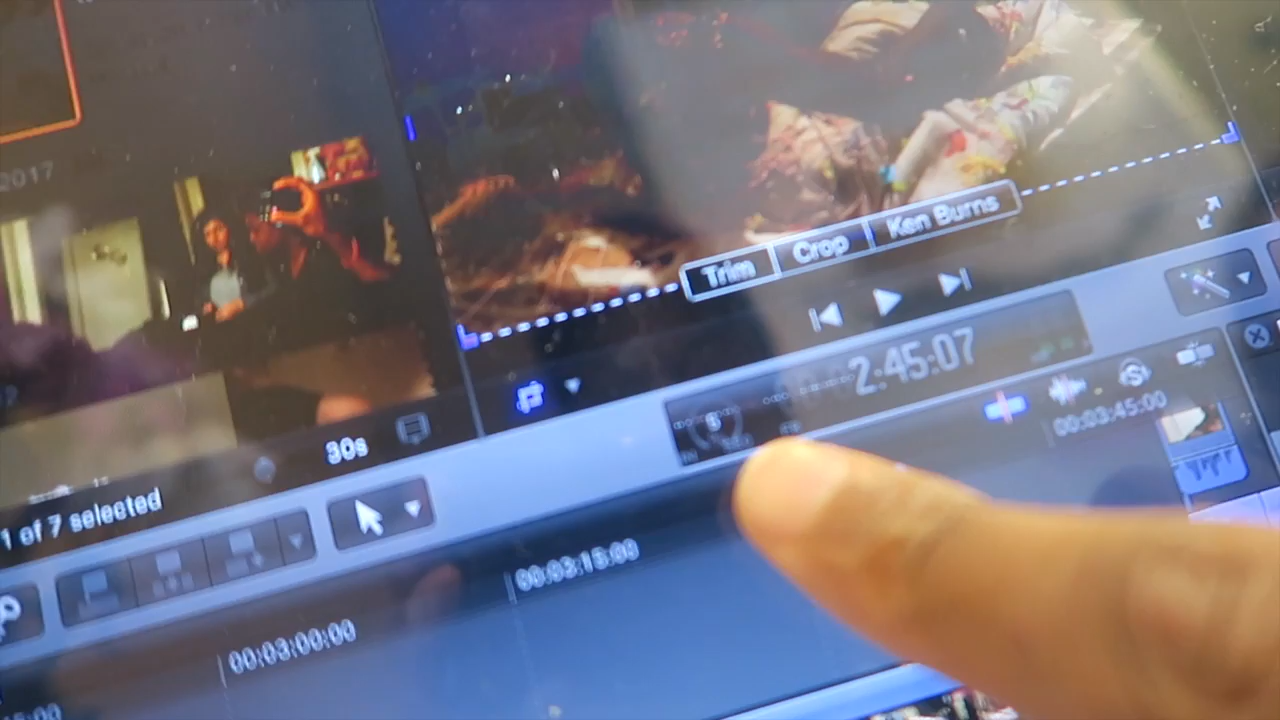 2017
Trim Crop Ken Burns
2:45:07
30s
1 of 7 selected
00:03:45:00
00:03:15:00
00:03:00:00